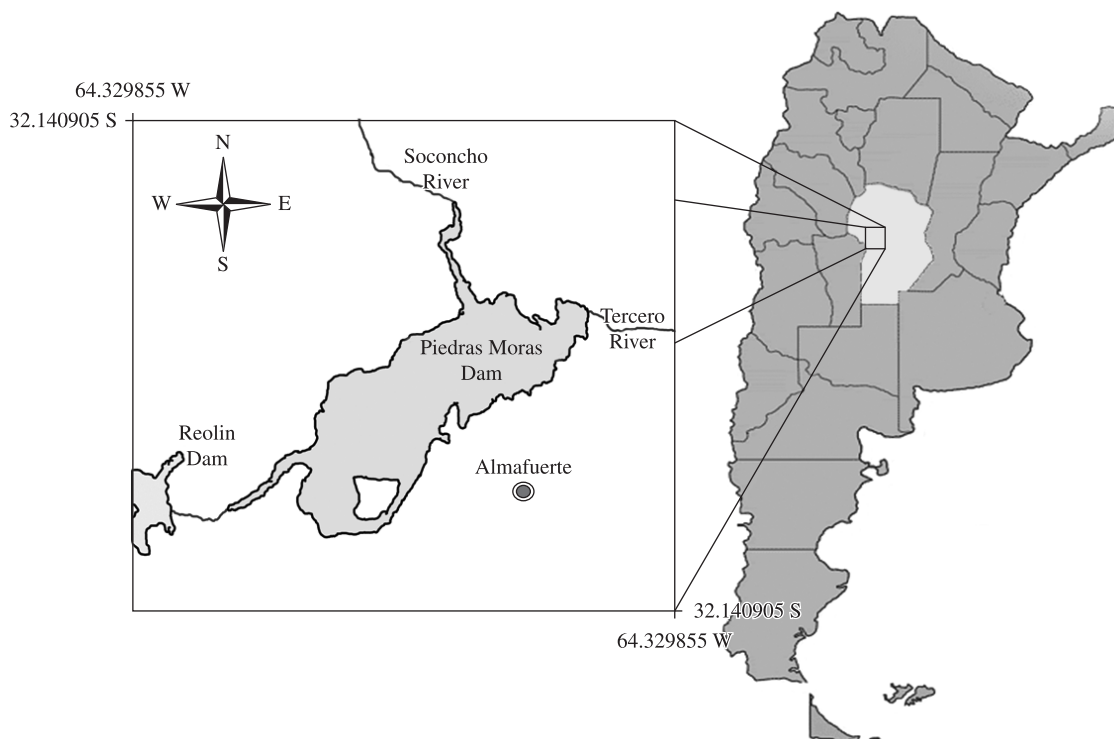 64.329855 W
32.140905 S
N
W
E
S
Soconcho
River
Tercero
River
Piedras Moras
Dam
Reolin
Dam
Almafuerte
32.140905 S
64.329855 W